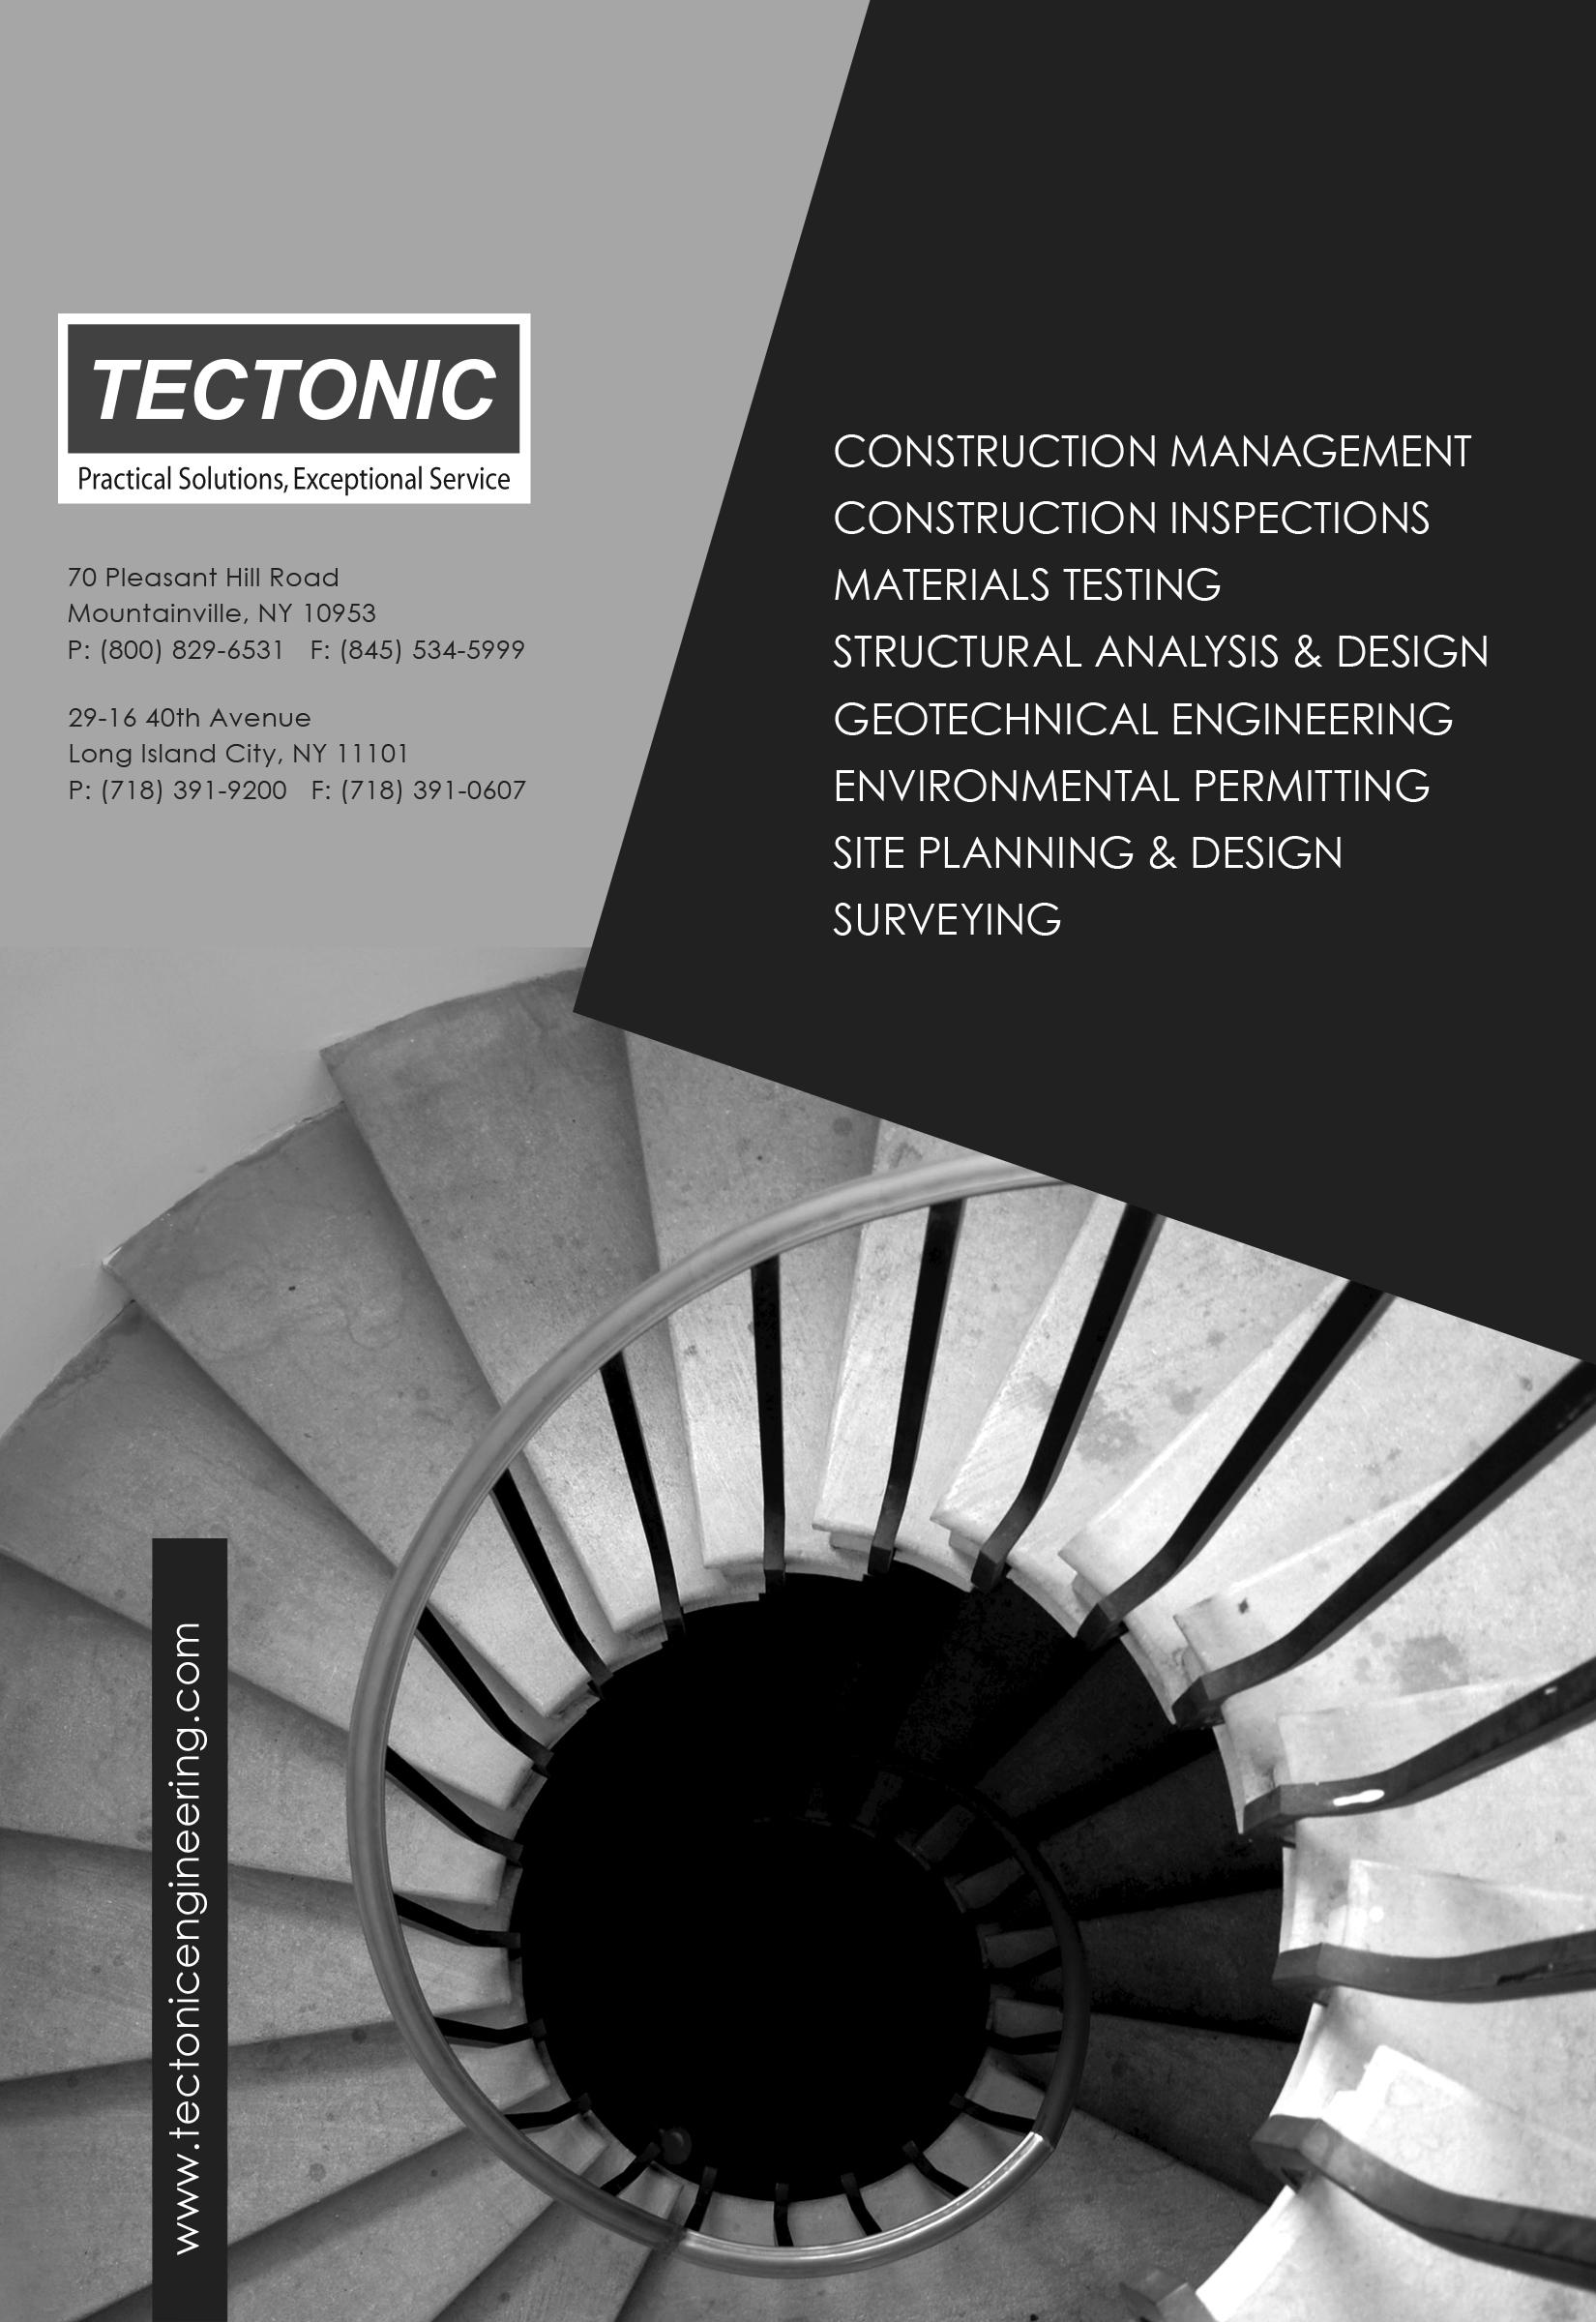 TECTONIC
Practical Solutions, Exceptional Service
70 Pleasant Hill Road
Mountainville, NY 10953
P: (800) 829-6531 F: (845) 534-5999
29-16 40th Avenue
Long Island City, NY 11101
P: (718) 391-9200 F: (718) 391-0607
CONSTRUCTION MANAGEMENT
CONSTRUCTION INSPECTIONS
MATERIALS TESTING
STRUCTURAL ANALYSIS & DESIGN
GEOTECHNICAL ENGINEERING
ENVIRONMENTAL PERMITTING
SITE PLANNING & DESIGN
SURVEYING
www.tectonicengineering.com